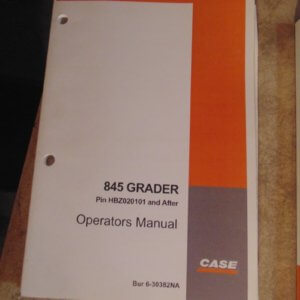 845 GRADER
Pin HBZ020101 and After
Operators Manual
CASE
Bur 6-30382NA